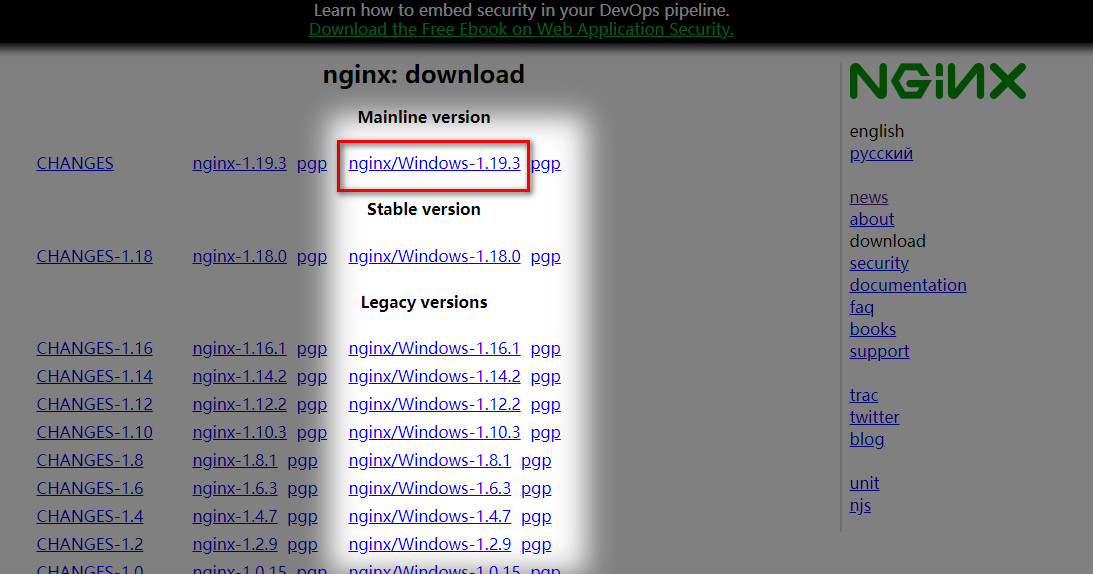 Learn how to embed security in your DevOps pipeline.
Download the Free Ebook on Web Application Security.
nginx: download
Mainline version
CHANGES nginx-1.19.3 pgp nginx/Windows-1.19.3 pgp
Stable version
CHANGES-1.18 nginx-1.18.0 pgp nginx/Windows-1.18.0 pgp
Legacy versions
CHANGES-1.16 nginx-1.16.1 pgp nginx/Windows-1.16.1 pgp
CHANGES-1.14 nginx-1.14.2 pgp nginx/Windows-1.14.2 pgp
CHANGES-1.12 nginx-1.12.2 pgp nginx/Windows-1.12.2 pgp
CHANGES-1.10 nginx-1.10.3 pgp nginx/Windows-1.10.3 pgp
CHANGES-1.8 nginx-1.8.1 pgp nginx/Windows-1.8.1 pgp
CHANGES-1.6 nginx-1.6.3 pgp nginx/Windows-1.6.3 pgp
CHANGES-1.4 nginx-1.4.7 pgp nginx/Windows-1.4.7 pgp
CHANGES-1.2 nginx-1.2.9 pgp nginx/Windows-1.2.9 pgp
CHANGES-1.0 nginx-1.0.15 pgp nginx/Windows-1.0.15 pgp
NGINX
english
русский
news
about
download
security
documentation
faq
books
support
trac
twitter
blog
unit
njs